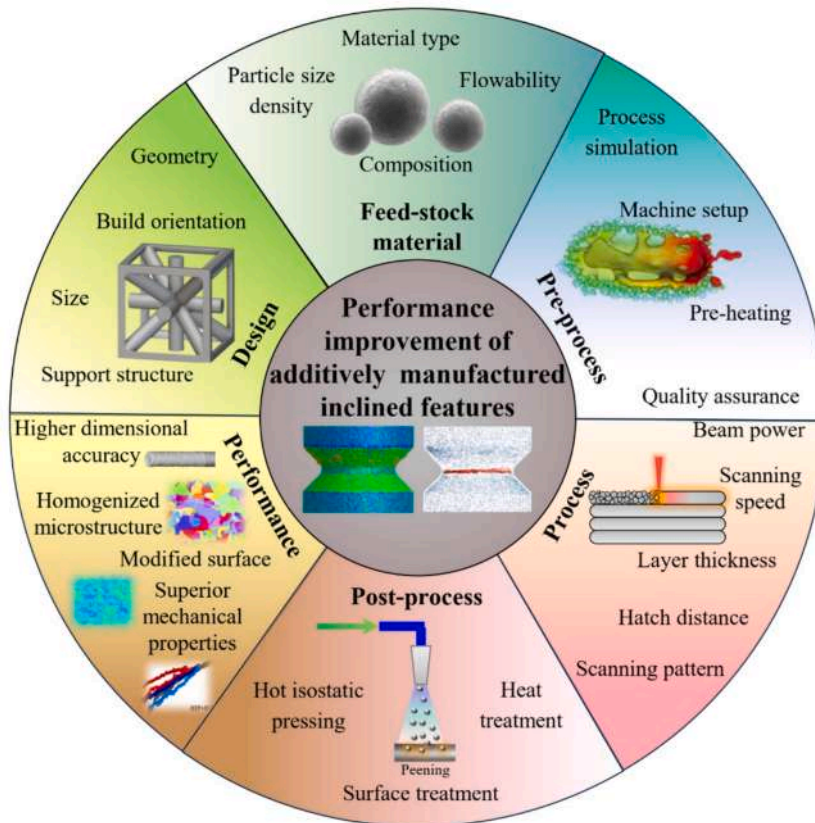 Material type
Particle size
density
Flowability
Composition
Feed-stock
material
Process
simulation
Machine setup
Pre-heating
Quality assurance
Pre-process
Beam power
Scanning
speed
Layer thickness
Hatch distance
Scanning pattern
Process
Post-process
Hot isostatic
pressing
Heat
treatment
Peening
Surface treatment
Higher dimensional
accuracy
Homogenized
microstructure
Modified surface
Superior
mechanical
properties
Performance
Geometry
Build orientation
Size
Support structure
Design
Performance
improvement of
additively manufactured
inclined features